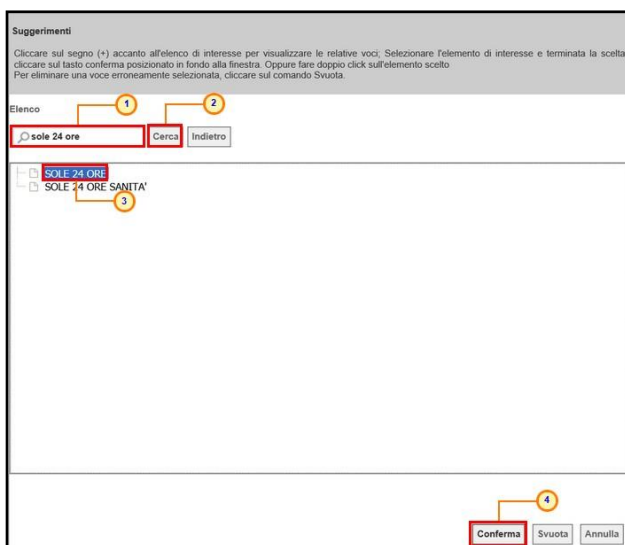 Suggerimenti
Cliccare sul segno (+) accanto all'elenco di interesse per visualizzare le relative voci; Selezionare l'elemento di interesse e terminata la scelta
cliccare sul tasto conferma posizionato in fondo alla finestra. Oppure fare doppio click sull'elemento scelto
Per eliminare una voce erroneamente selezionata, cliccare sul comando Svuota.
Elenco
1
2
sole 24 ore Cerca Indietro
SOLE 24 ORE
SOLE 24 ORE SANITA'
3
4
Conferma Svuota Annulla